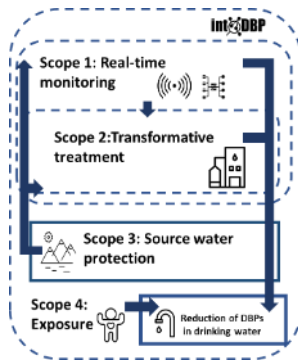 intDBP
Scope 1: Real-time
monitoring
Scope 2:Transformative
treatment
Scope 3: Source water
protection
Scope 4:
Exposure
Reduction of DBPs
in drinking water